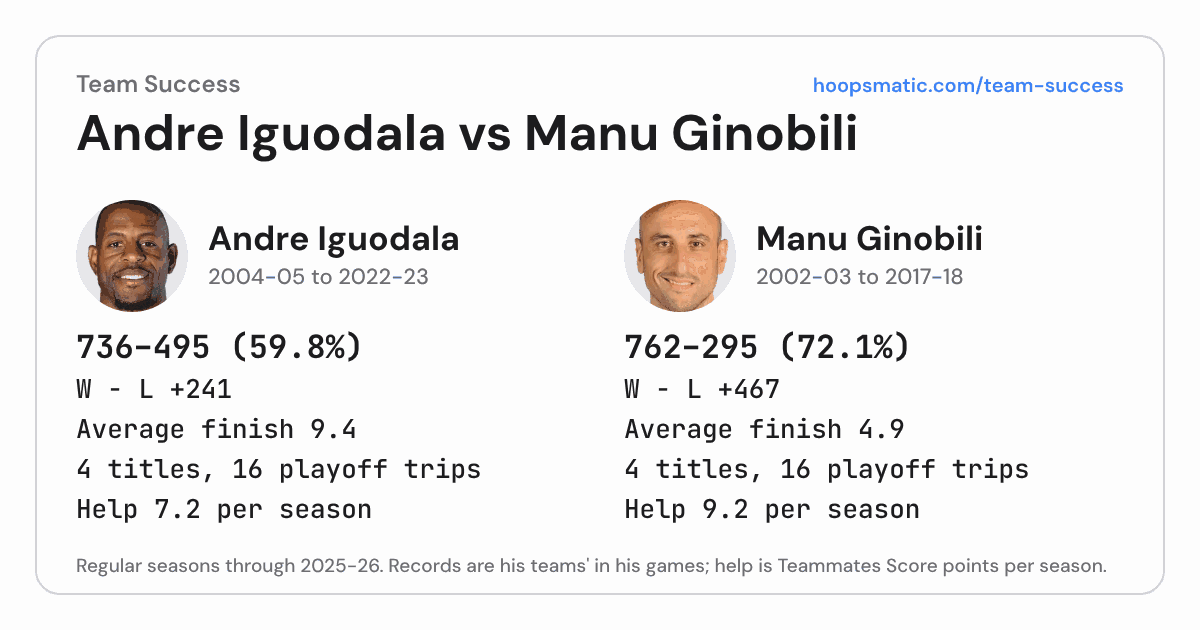 Team Success
hoopsmatic.com/team-success
Andre Iguodala vs Manu Ginobili
Andre Iguodala
2004-05 to 2022-23
736-495 (59.8%)
W - L +241
Average finish 9.4
4 titles, 16 playoff trips
Help 7.2 per season
Manu Ginobili
2002-03 to 2017-18
762-295 (72.1%)
W - L +467
Average finish 4.9
4 titles, 16 playoff trips
Help 9.2 per season
Regular seasons through 2025-26. Records are his teams' in his games; help is Teammates Score points per season.